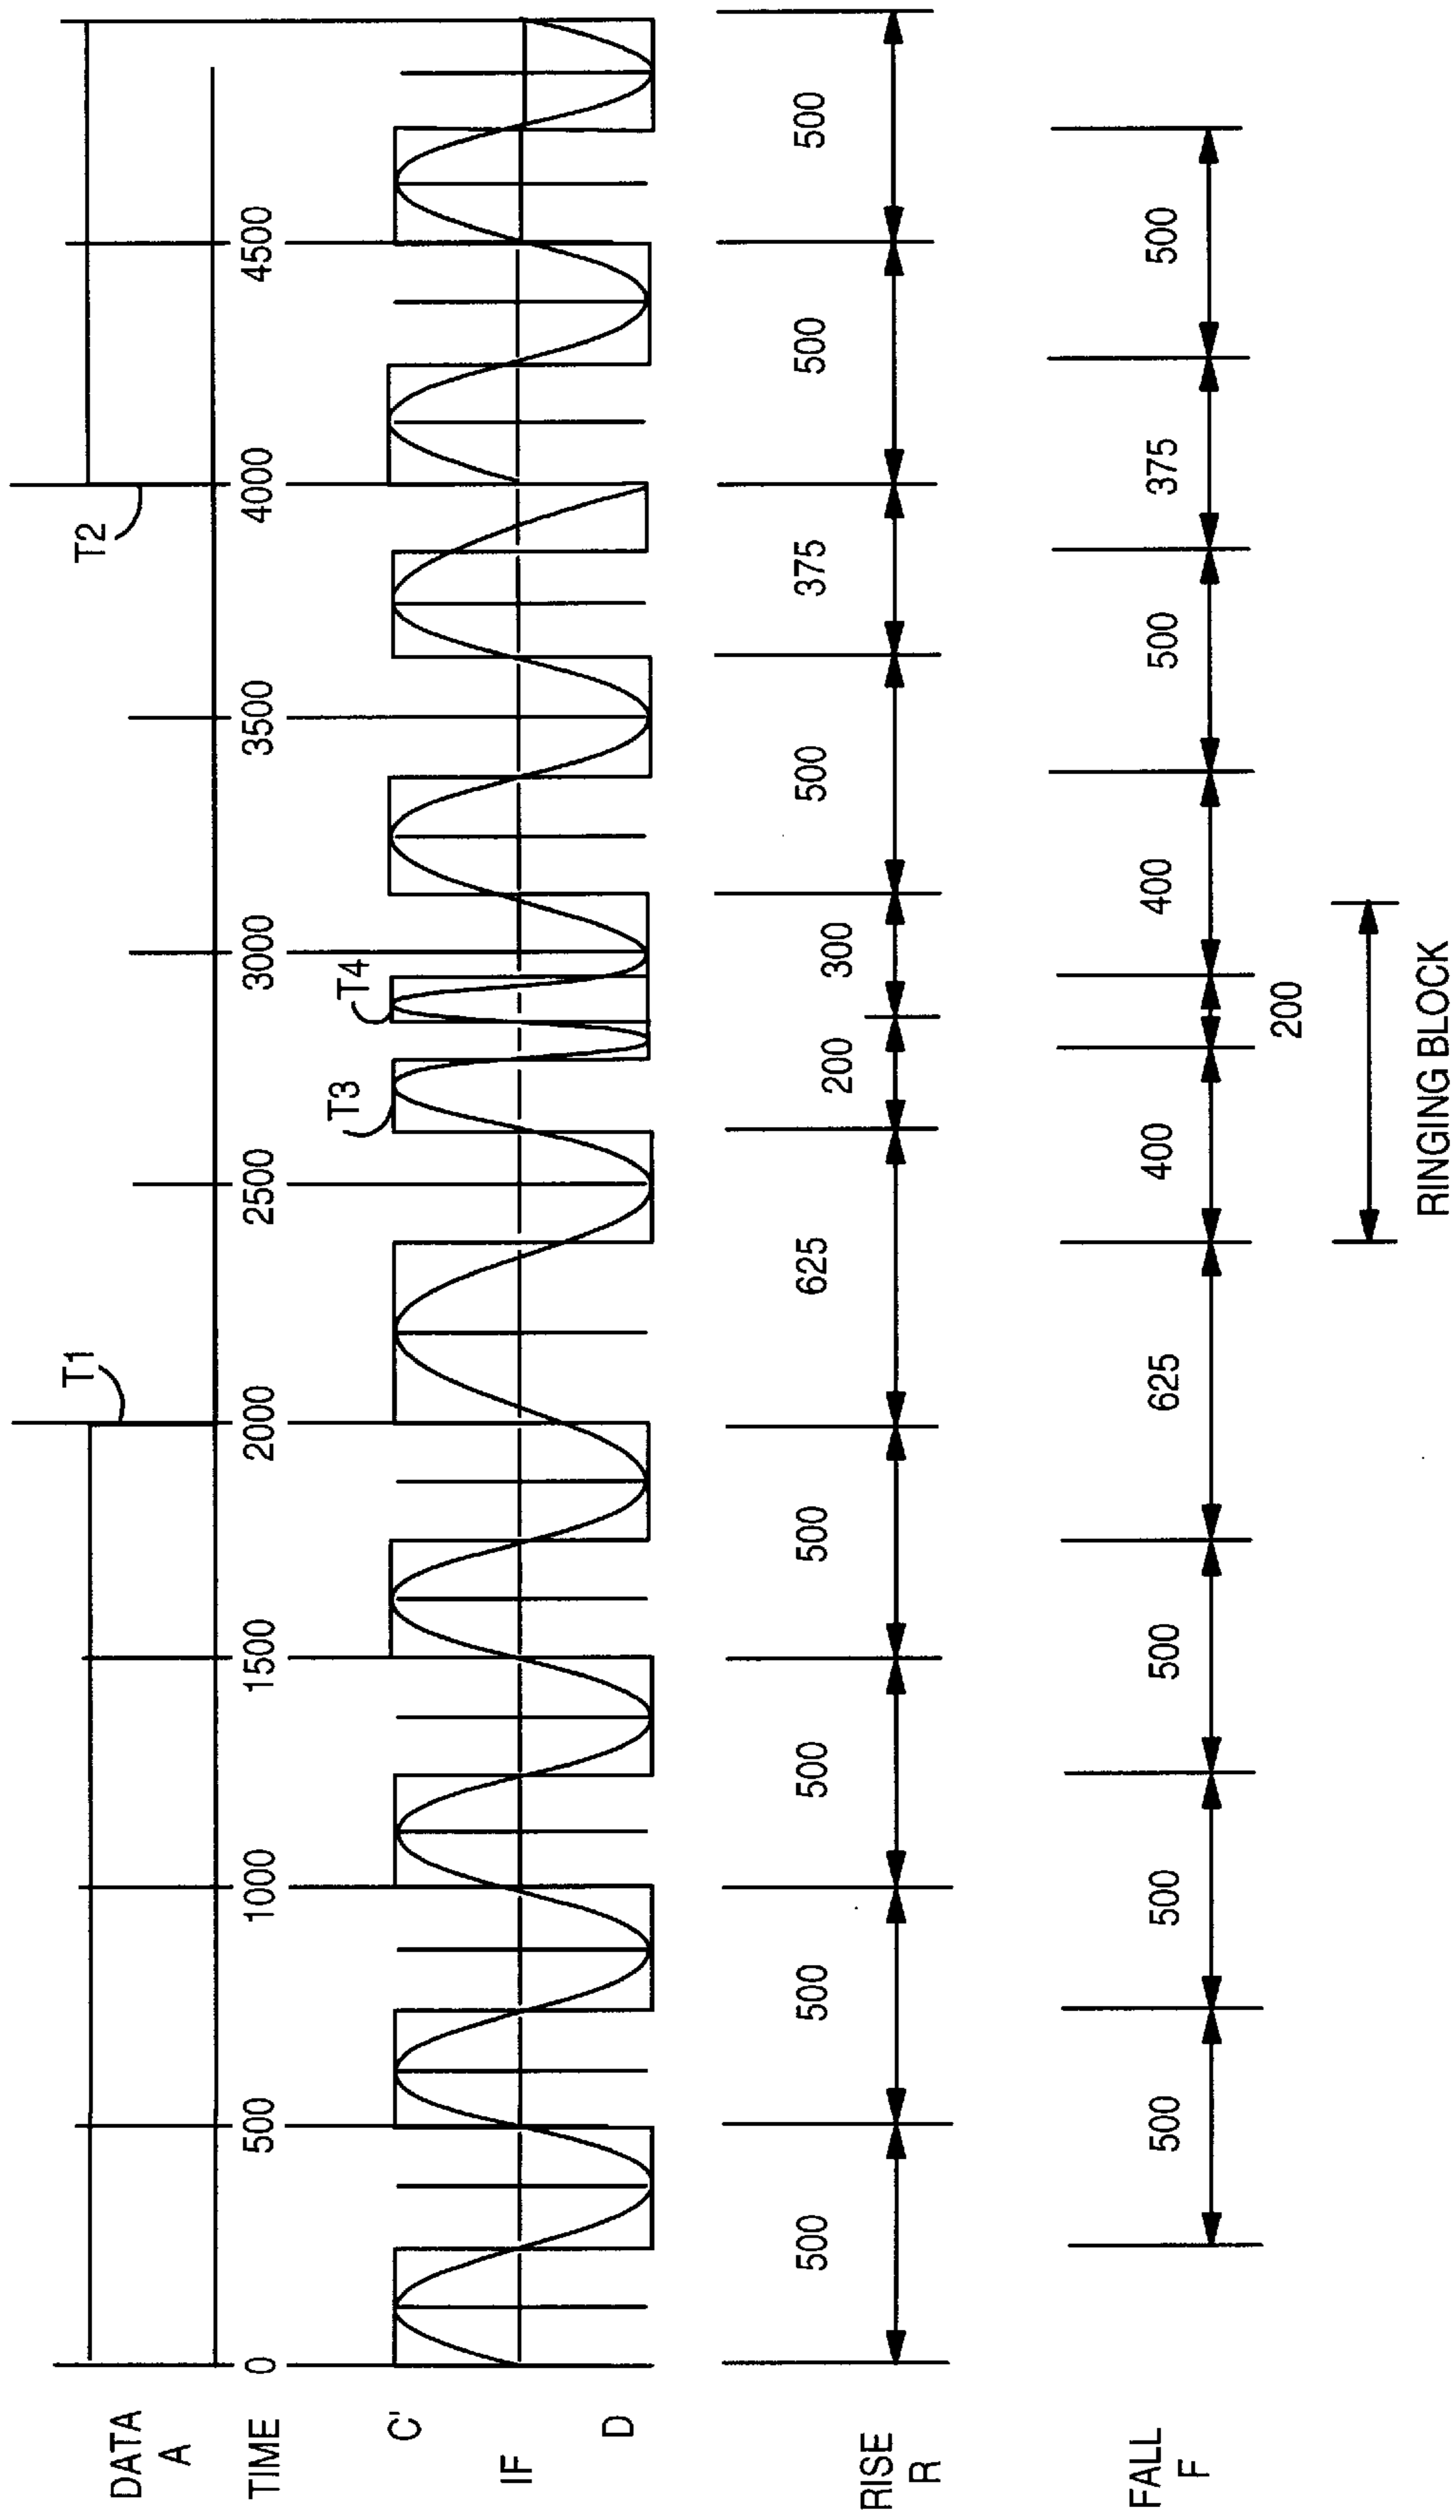 DATA
A
T1
T2
TIME
0 500 1000 1500 2000 2500 3000 3500 4000 4500
C'
T3
T4
IF
D
RISE
R
500 500 500 500 625 200 300 500 375 500 500
FALL
F
500 500 500 625 400 200 400 500 375 500
RINGING BLOCK